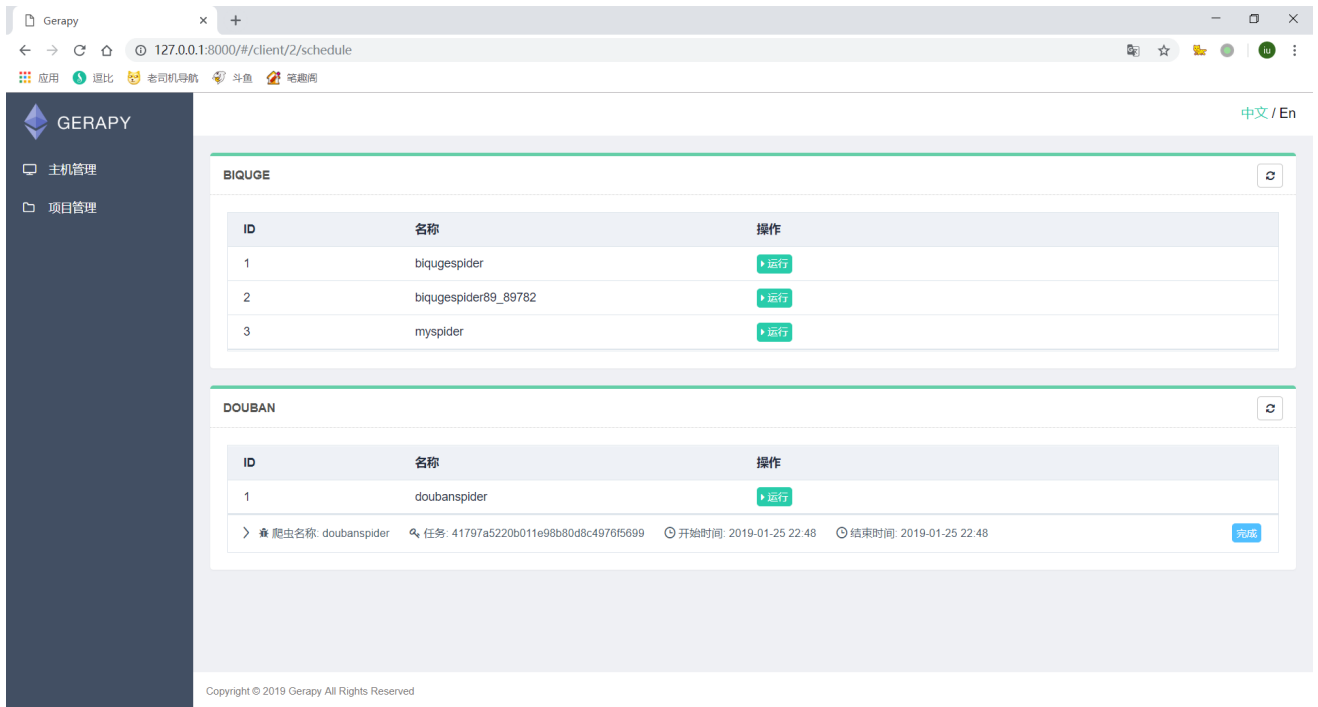 Gerapy
127.0.0.1:8000/#/client/2/schedule
iu
应用 逗比 老司机导航 斗鱼 笔趣阁
GERAPY
中文 / En
主机管理
项目管理
BIQUGE
ID 名称 操作
1 biqugespider 运行
2 biqugespider89_89782 运行
3 myspider 运行
DOUBAN
ID 名称 操作
1 doubanspider 运行
爬虫名称: doubanspider 任务: 41797a5220b011e98b80d8c4976f5699 开始时间: 2019-01-25 22:48 结束时间: 2019-01-25 22:48 完成
Copyright © 2019 Gerapy All Rights Reserved